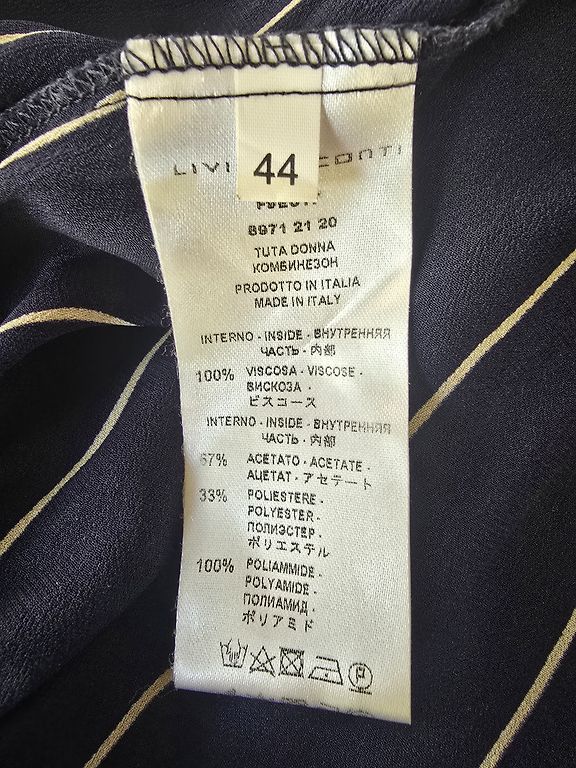 44
8971 21 20
TUTA DONNA
КОМБИНЕЗОН
PRODOTTO IN ITALIA
MADE IN ITALY
INTERNO - INSIDE - ВНУТРЕННЯЯ
ЧАСТЬ - 内部
100% VISCOSA - VISCOSE -
ВИСКОЗА -
ビスコース
INTERNO - INSIDE - ВНУТРЕННЯЯ
ЧАСТЬ - 内部
67% ACETATO - ACETATE -
АЦЕТАТ - アセテート
33% POLIESTERE -
POLYESTER -
ПОЛИЭСТЕР -
ポリエステル
100% POLIAMMIDE -
POLYAMIDE -
ПОЛИАМИД -
ポリアミド
P